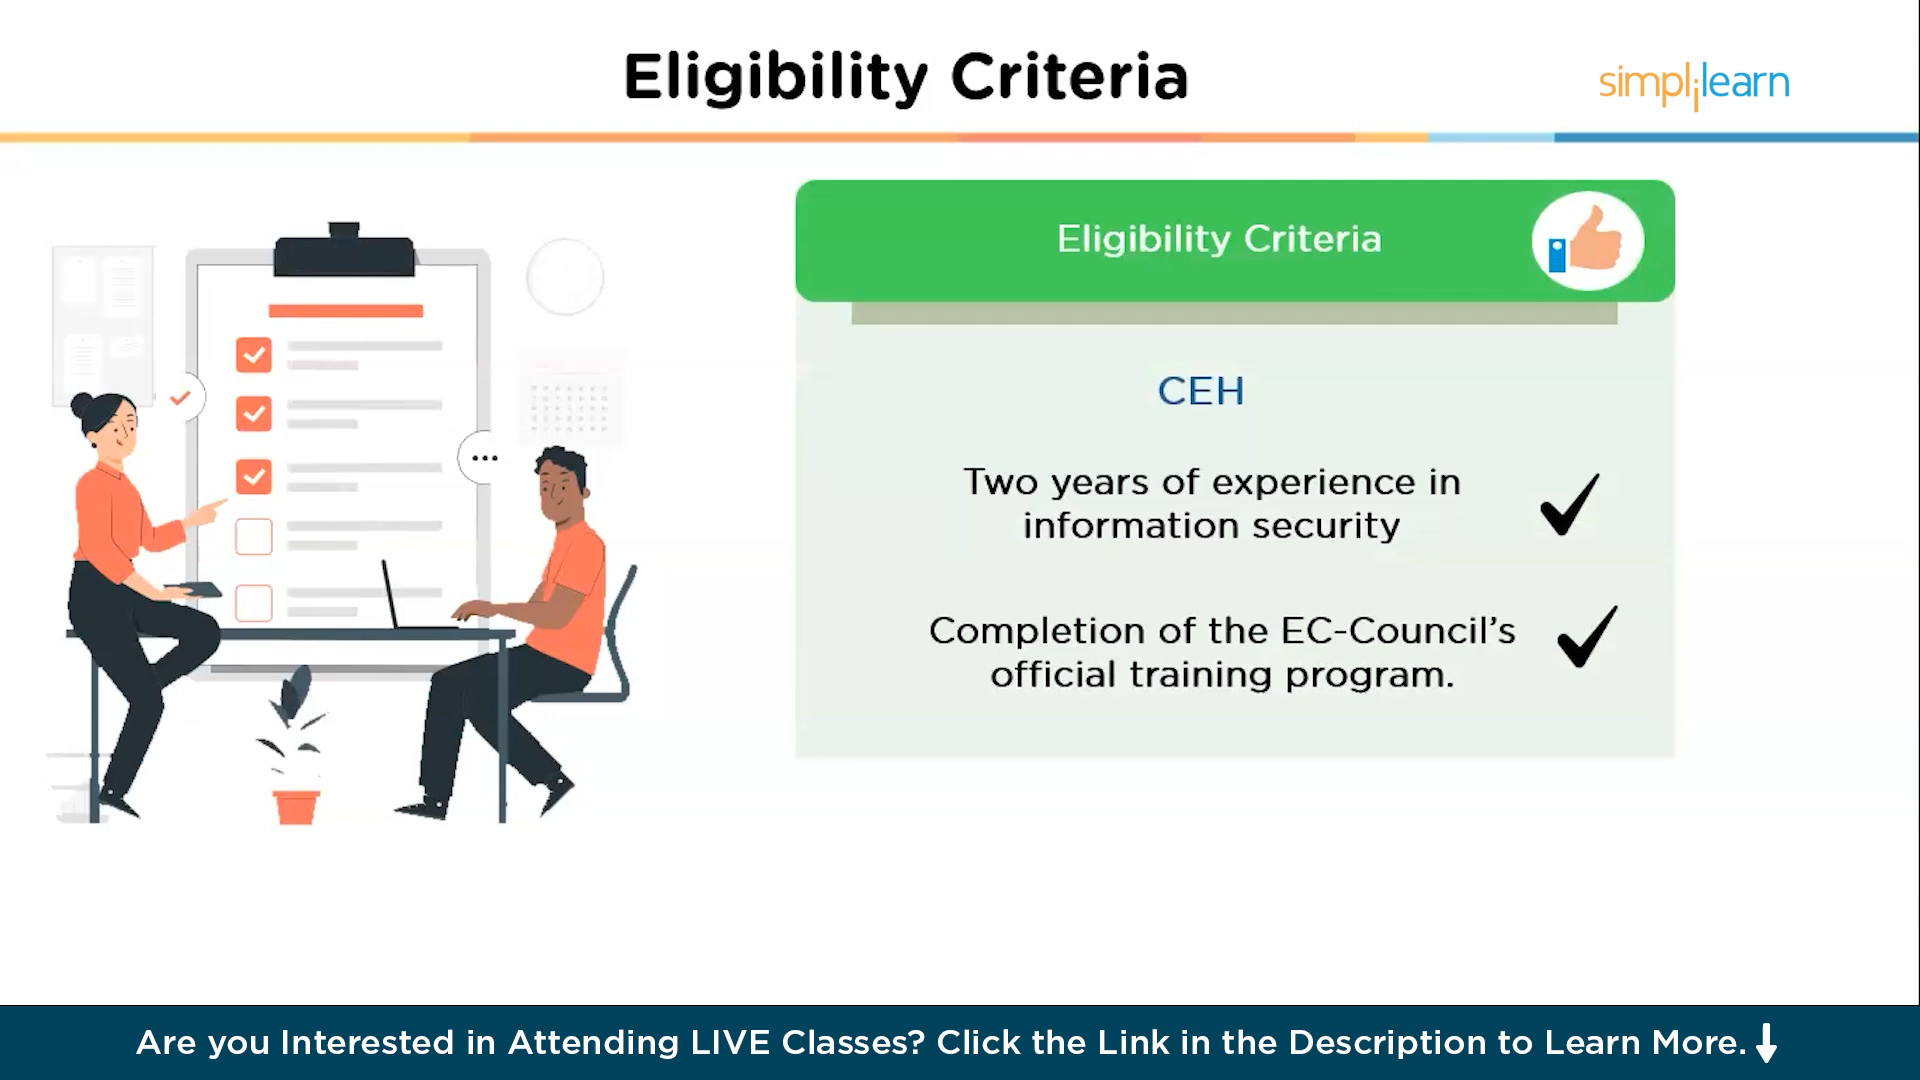 Eligibility Criteria
simplilearn
Eligibility Criteria
CEH
Two years of experience in
information security
Completion of the EC-Council’s
official training program.
Are you Interested in Attending LIVE Classes? Click the Link in the Description to Learn More.